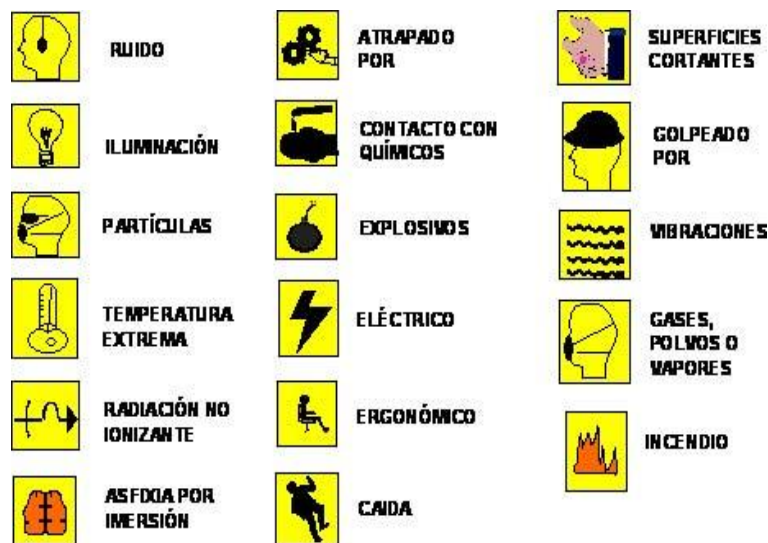 RUIDO
ILUMINACIÓN
PARTÍCULAS
TEMPERATURA
EXTREMA
RADIACIÓN NO
IONIZANTE
ASFIXIA POR
IMERSIÓN
ATRAPADO
POR
CONTACTO CON
QUÍMICOS
EXPLOSIVOS
ELÉCTRICO
ERGONÓMICO
CAIDA
SUPERFICIES
CORTANTES
GOLPEADO
POR
VIBRACIONES
GASES,
POLVOS O
VAPORES
INCENDIO